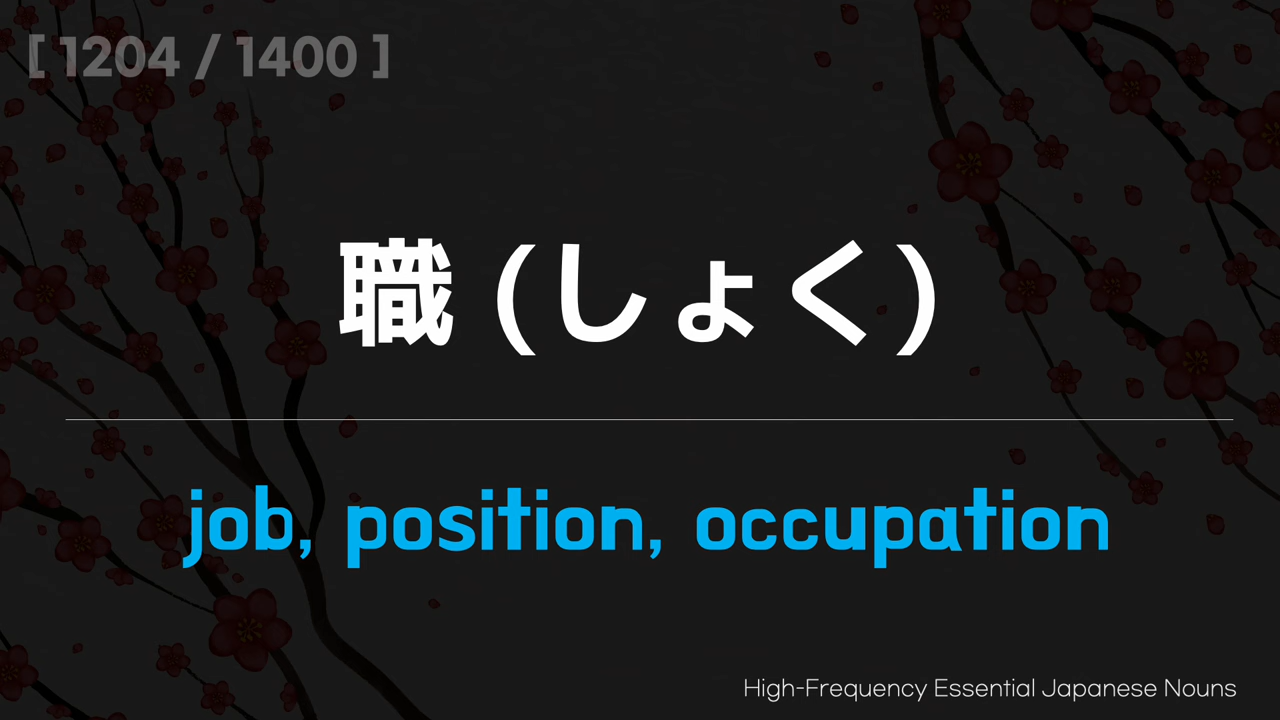 [ 1204 / 1400 ]
職 (しょく)
job, position, occupation
High-Frequency Essential Japanese Nouns